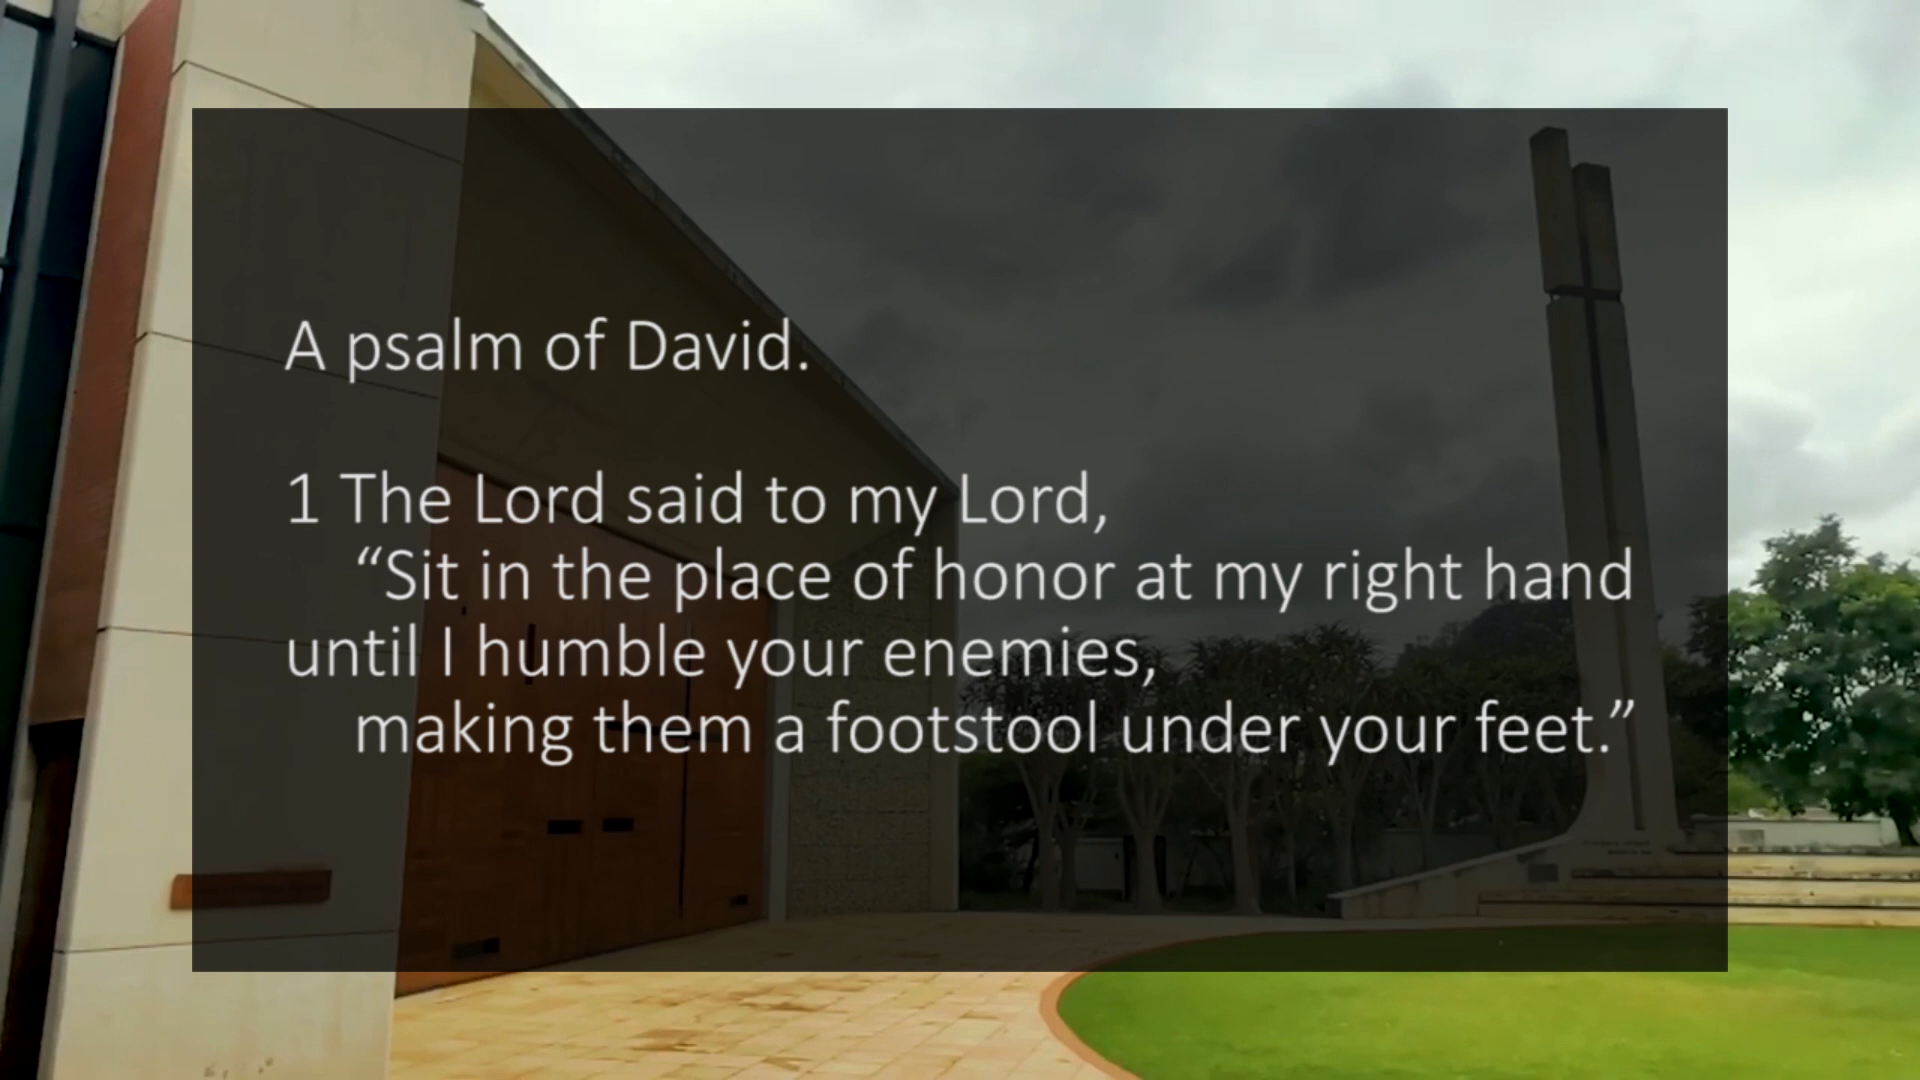 A psalm of David.
1 The Lord said to my Lord,
“Sit in the place of honor at my right hand
until I humble your enemies,
making them a footstool under your feet.”